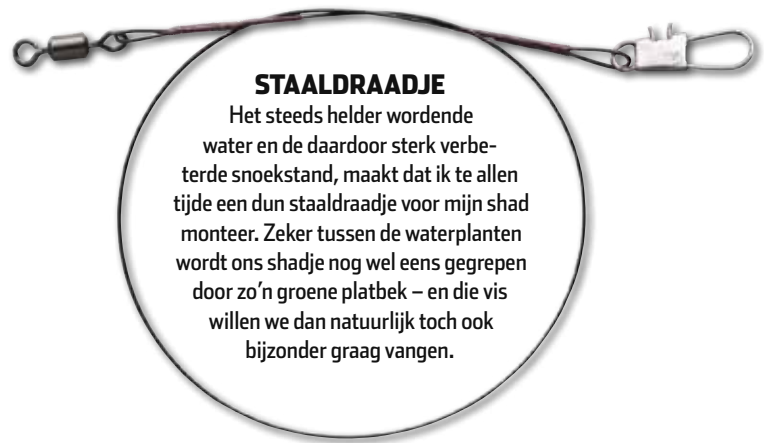 STAALDRAADJE
Het steeds helder wordende
water en de daardoor sterk verbe-
terde snoekstand, maakt dat ik te allen
tijde een dun staaldraadje voor mijn shad
monteer. Zeker tussen de waterplanten
wordt ons shadje nog wel eens gegrepen
door zo’n groene platbek – en die vis
willen we dan natuurlijk toch ook
bijzonder graag vangen.